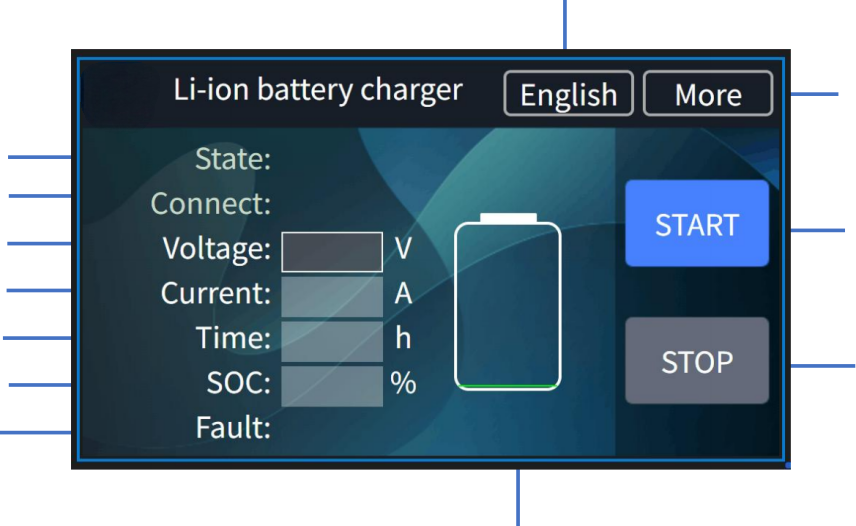 Li-ion battery charger English More
State:
Connect:
Voltage: V
Current: A
Time: h
SOC: %
Fault:
START
STOP